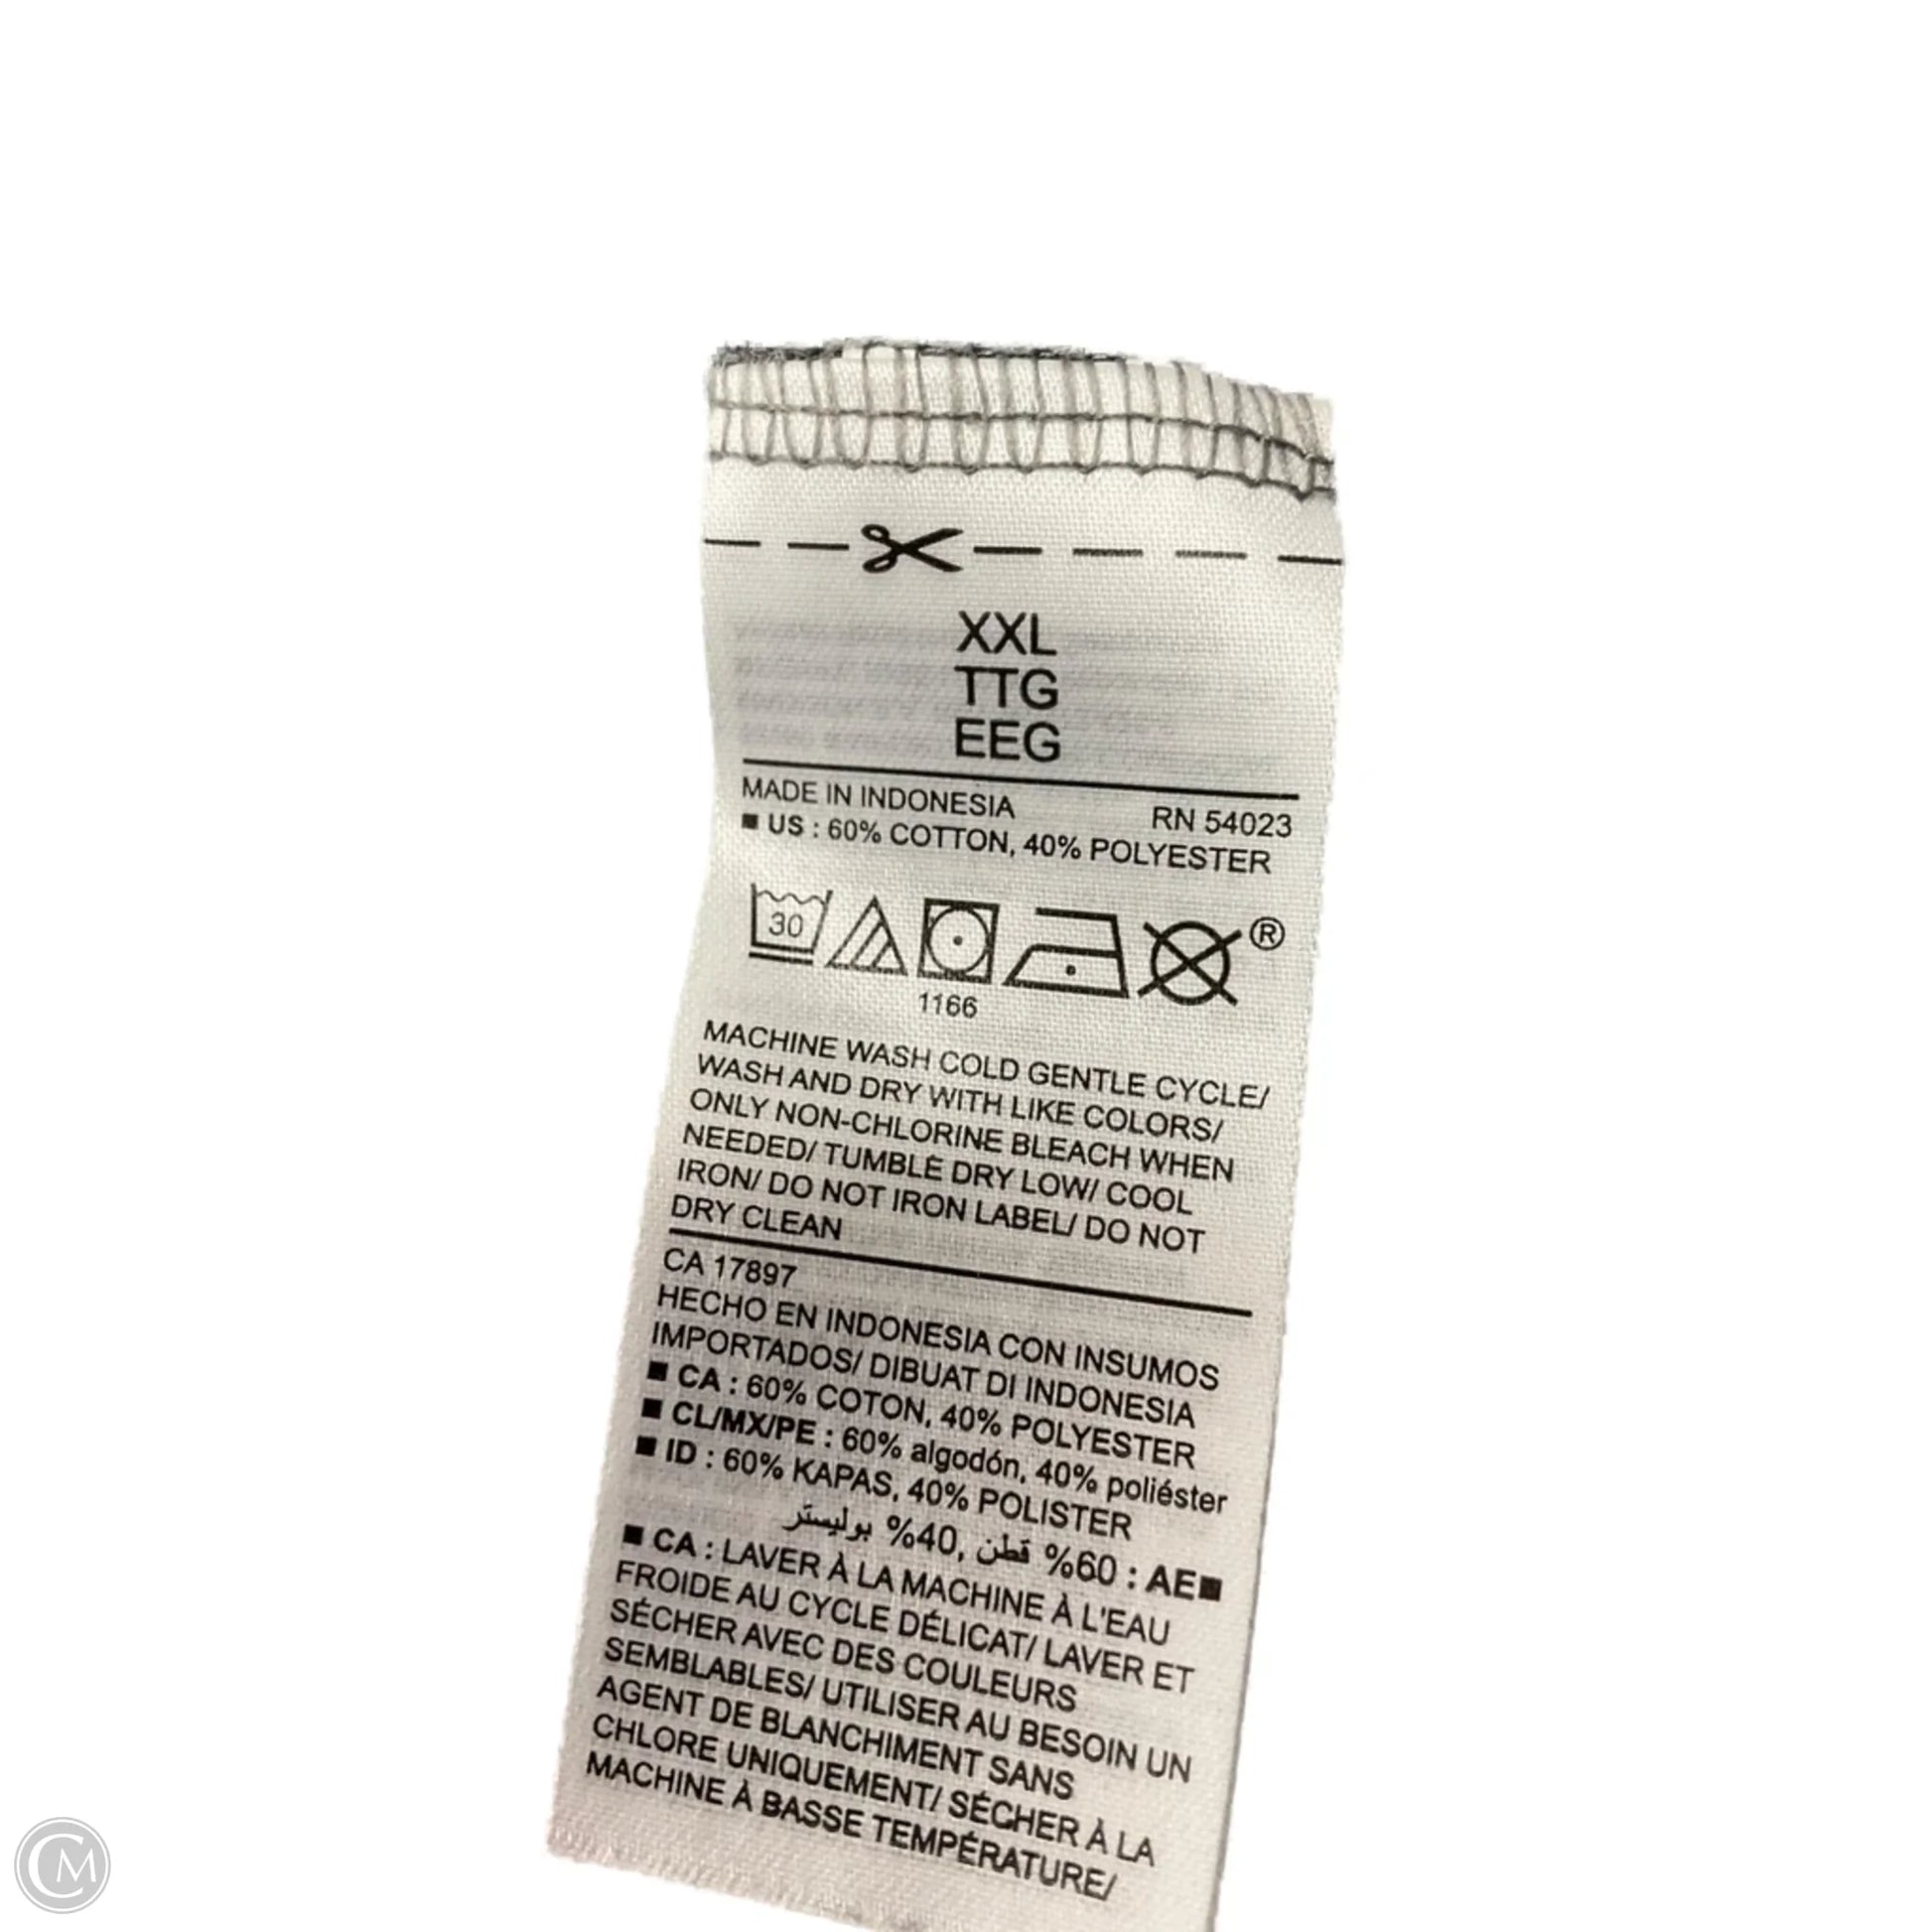 XXL
TTG
EEG
MADE IN INDONESIA RN 54023
■ US : 60% COTTON, 40% POLYESTER
30
®
1166
MACHINE WASH COLD GENTLE CYCLE/
WASH AND DRY WITH LIKE COLORS/
ONLY NON-CHLORINE BLEACH WHEN
NEEDED/ TUMBLE DRY LOW/ COOL
IRON/ DO NOT IRON LABEL/ DO NOT
DRY CLEAN
CA 17897
HECHO EN INDONESIA CON INSUMOS
IMPORTADOS/ DIBUAT DI INDONESIA
■ CA : 60% COTON, 40% POLYESTER
■ CL/MX/PE : 60% algodón, 40% poliéster
■ ID : 60% KAPAS, 40% POLISTER
■AE : %60 قطن ,%40 بوليستر
■ CA : LAVER À LA MACHINE À L'EAU
FROIDE AU CYCLE DÉLICAT/ LAVER ET
SÉCHER AVEC DES COULEURS
SEMBLABLES/ UTILISER AU BESOIN UN
AGENT DE BLANCHIMENT SANS
CHLORE UNIQUEMENT/ SÉCHER À LA
MACHINE À BASSE TEMPÉRATURE/
CM